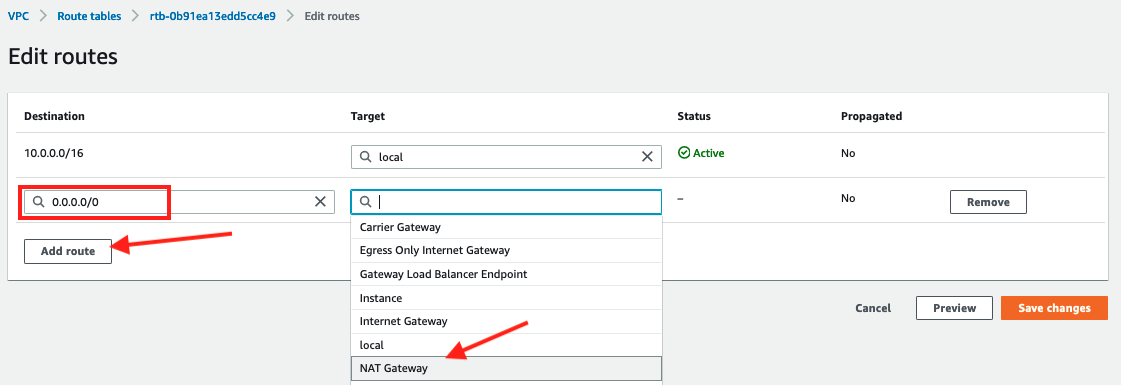 VPC > Route tables > rtb-0b91ea13edd5cc4e9 > Edit routes
Edit routes
Destination Target Status Propagated
10.0.0.0/16 local Active No
0.0.0.0/0 – No Remove
Carrier Gateway
Add route Egress Only Internet Gateway
Gateway Load Balancer Endpoint
Instance
Cancel Preview Save changes
Internet Gateway
local
NAT Gateway